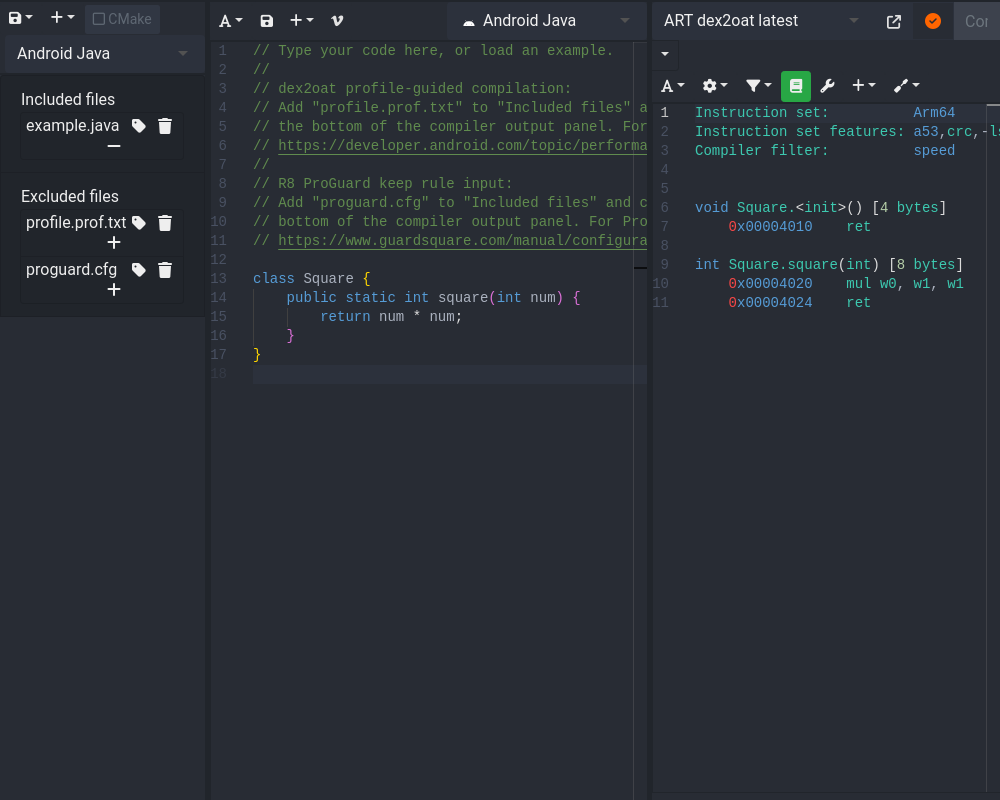 CMake
Android Java
Included files
example.java
Excluded files
profile.prof.txt
proguard.cfg
A
Android Java
1 // Type your code here, or load an example.
2 //
3 // dex2oat profile-guided compilation:
4 // Add "profile.prof.txt" to "Included files" a
5 // the bottom of the compiler output panel. For
6 // https://developer.android.com/topic/performa
7 //
8 // R8 ProGuard keep rule input:
9 // Add "proguard.cfg" to "Included files" and c
10 // bottom of the compiler output panel. For Pro
11 // https://www.guardsquare.com/manual/configura
12
13 class Square {
14 public static int square(int num) {
15 return num * num;
16 }
17 }
18
ART dex2oat latest
Cor
A
1 Instruction set: Arm64
2 Instruction set features: a53,crc,-ls
3 Compiler filter: speed
4
5
6 void Square.<init>() [4 bytes]
7 0x00004010 ret
8
9 int Square.square(int) [8 bytes]
10 0x00004020 mul w0, w1, w1
11 0x00004024 ret